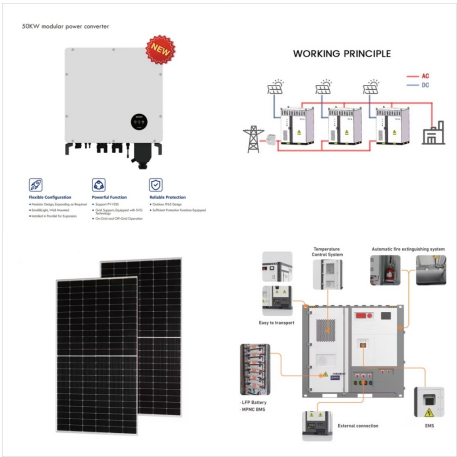 50KW modular power converter
NEW
WORKING PRINCIPLE
AC
DC
Flexible Configuration
Powerful Function
Reliable Protection
Temperature
Control System
Automatic fire extinguishing system
Easy to transport
· LFP Battery
· MPMC BMS
External connection
EMS